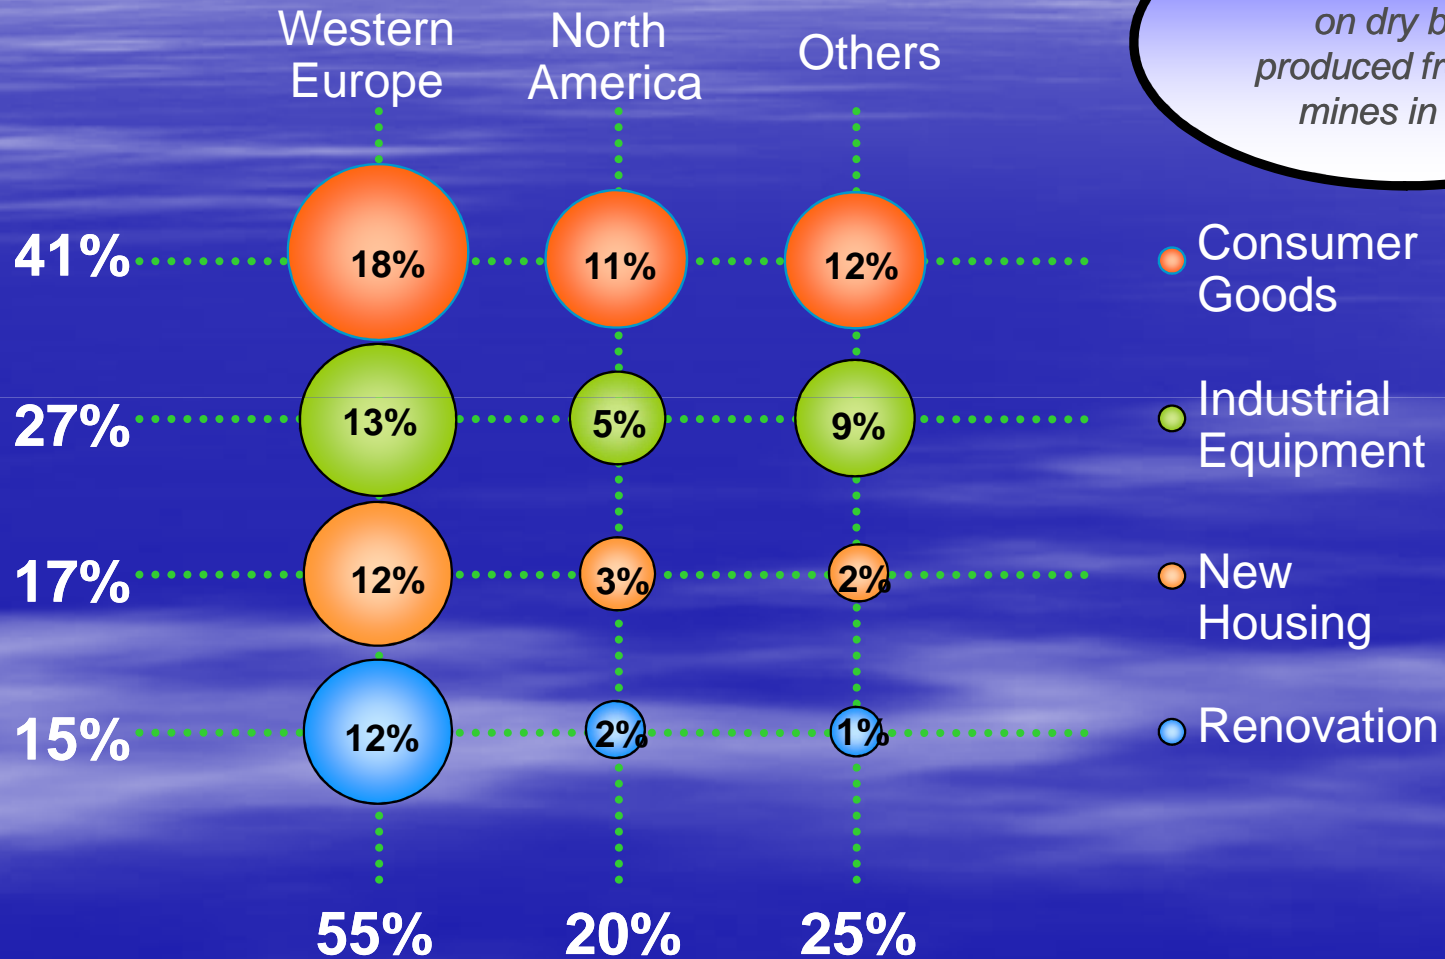 Western
Europe
North
America
Others
on dry
produced
mines in
41%
18%
11%
12%
Consumer
Goods
27%
13%
5%
9%
Industrial
Equipment
17%
12%
3%
2%
New
Housing
15%
12%
2%
1%
Renovation
55%
20%
25%